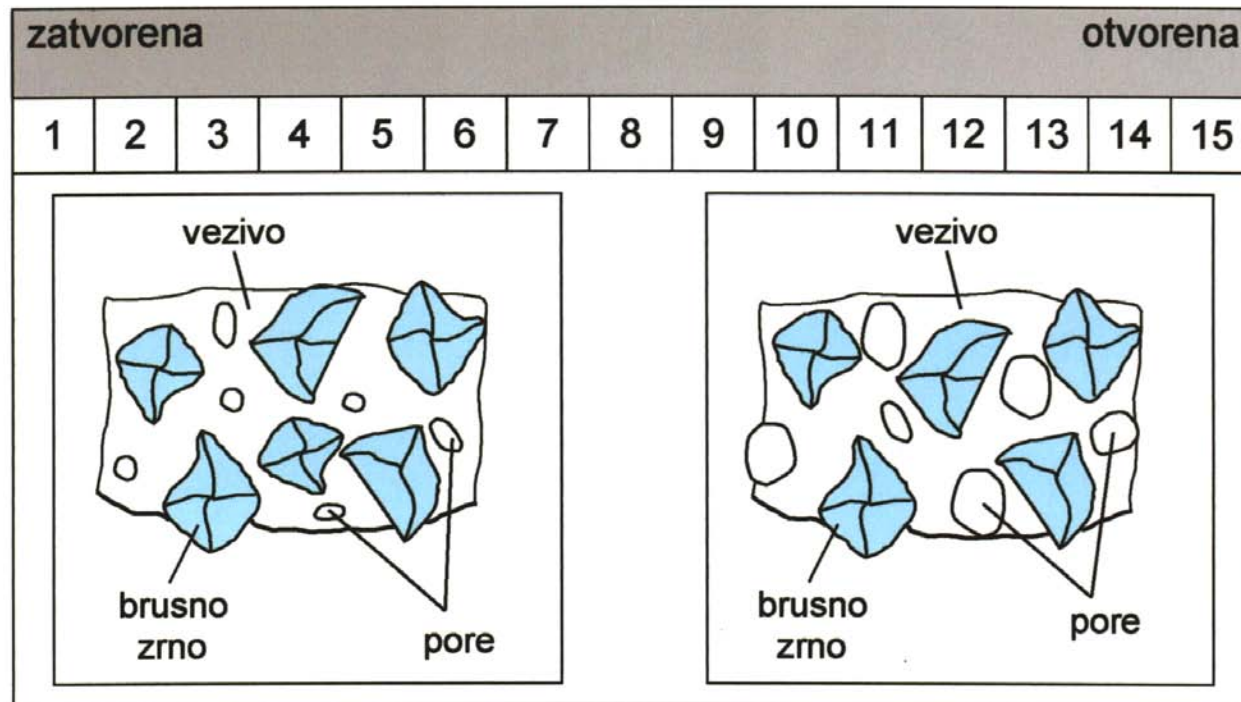 zatvorena otvorena
1 2 3 4 5 6 7 8 9 10 11 12 13 14 15
vezivo
brusno
zrno
pore
vezivo
brusno
zrno
pore